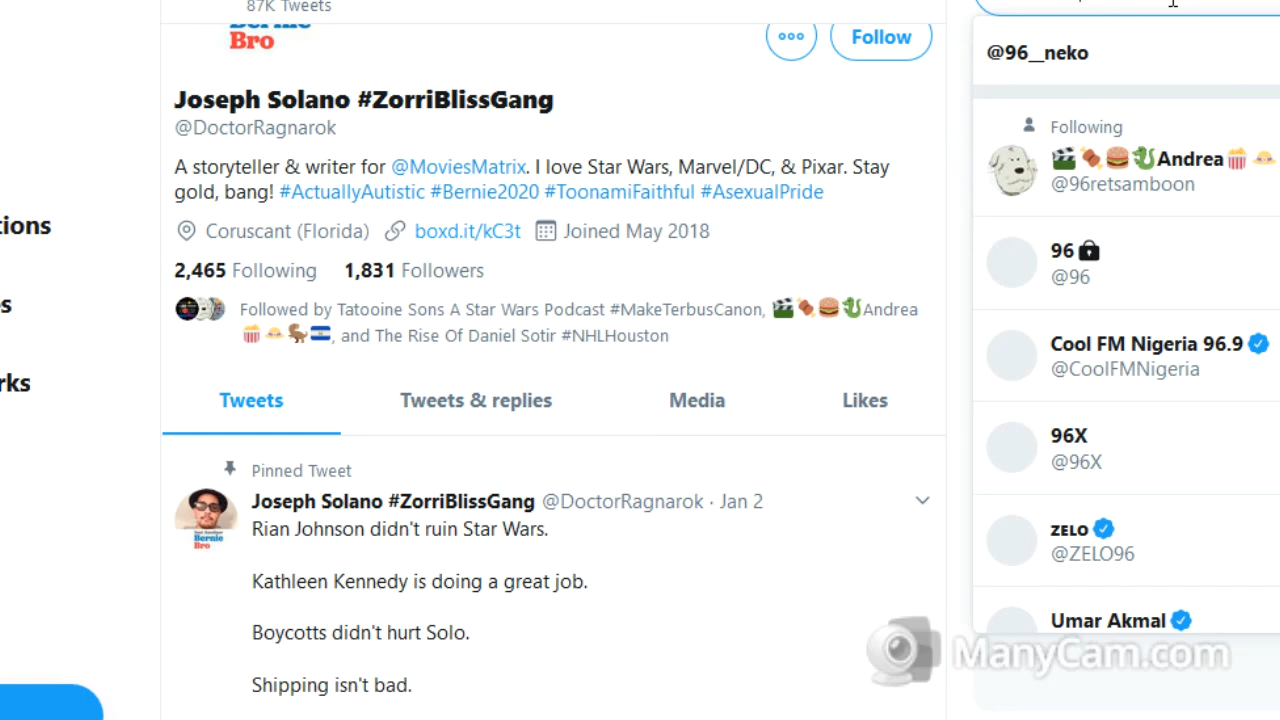 87K Tweets
Bernie
Bro
Follow
Joseph Solano #ZorriBlissGang
@DoctorRagnarok
A storyteller & writer for @MoviesMatrix. I love Star Wars, Marvel/DC, & Pixar. Stay
gold, bang! #ActuallyAutistic #Bernie2020 #ToonamiFaithful #AsexualPride
Coruscant (Florida) boxd.it/kC3t Joined May 2018
2,465 Following 1,831 Followers
Followed by Tatooine Sons A Star Wars Podcast #MakeTerbusCanon, 🎬🍫🍔🐍Andrea
🍿👲🦖🇸🇻, and The Rise Of Daniel Sotir #NHLHouston
Tweets Tweets & replies Media Likes
Pinned Tweet
Joseph Solano #ZorriBlissGang @DoctorRagnarok · Jan 2
Rian Johnson didn't ruin Star Wars.
Kathleen Kennedy is doing a great job.
Boycotts didn't hurt Solo.
Shipping isn't bad.
Bernie
Bro
tions
s
rks
@96__neko
Following
Andrea
@96retsamboon
96
@96
Cool FM Nigeria 96.9
@CoolFMNigeria
96X
@96X
ZELO
@ZELO96
Umar Akmal
ManyCam.com